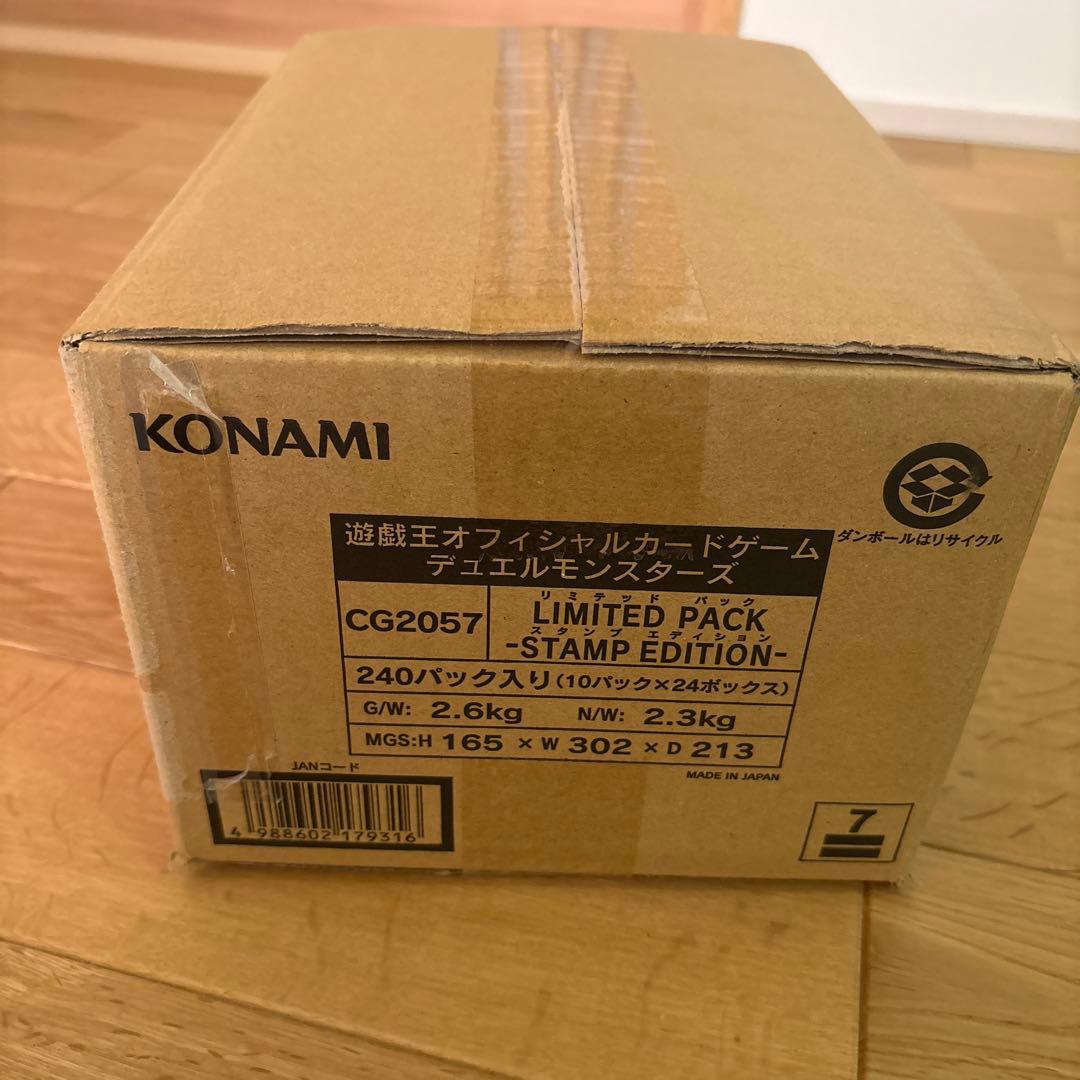 KONAMI
ダンボールはリサイクル
遊戯王オフィシャルカードゲーム
デュエルモンスターズ
CG2057
リミテッド パック
LIMITED PACK
スタンプ エディション
-STAMP EDITION-
240パック入り(10パック×24ボックス)
G/W: 2.6kg N/W: 2.3kg
MGS:H 165 × W 302 × D 213
MADE IN JAPAN
JANコード
4 988602 179316
7